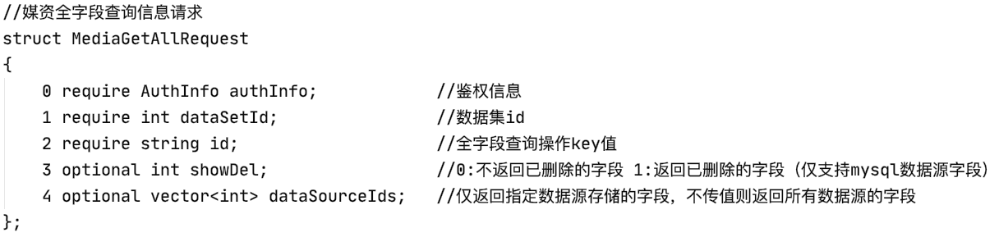 //媒资全字段查询信息请求
struct MediaGetAllRequest
{
    0 require AuthInfo authInfo;            //鉴权信息
    1 require int dataSetId;                //数据集id
    2 require string id;                    //全字段查询操作key值
    3 optional int showDel;                 //0:不返回已删除的字段 1:返回已删除的字段（仅支持mysql数据源字段）
    4 optional vector<int> dataSourceIds;   //仅返回指定数据源存储的字段，不传值则返回所有数据源的字段
};